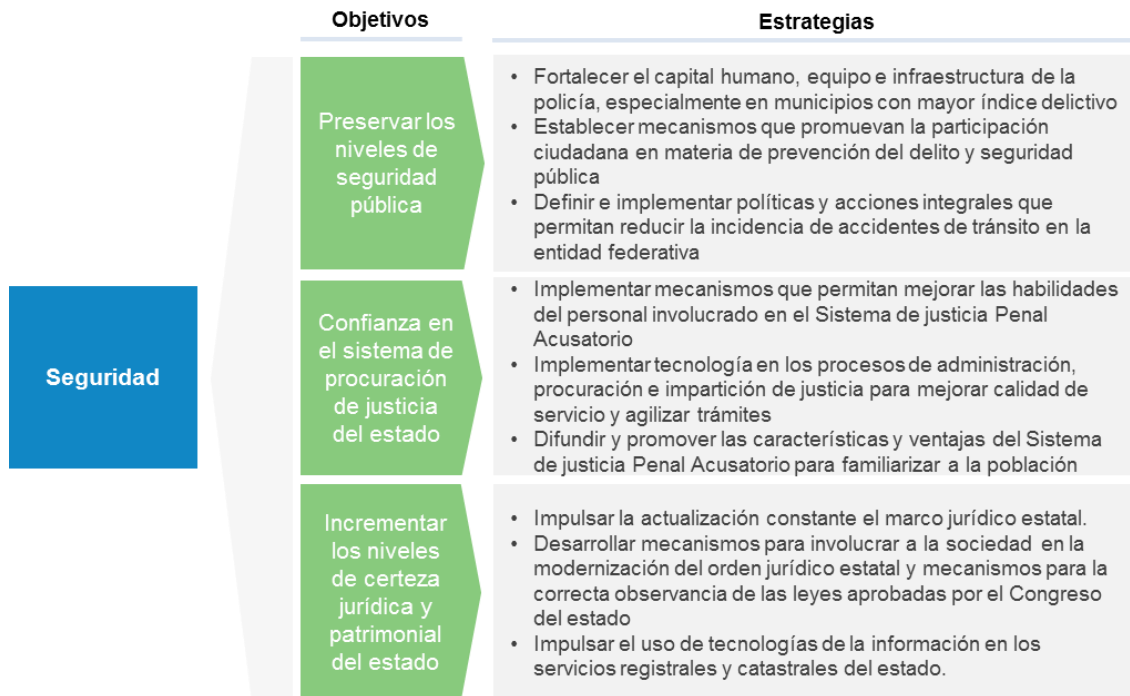 Objetivos
Estrategias
Seguridad
Preservar los
niveles de
seguridad
pública
• Fortalecer el capital humano, equipo e infraestructura de la
policía, especialmente en municipios con mayor índice delictivo
• Establecer mecanismos que promuevan la participación
ciudadana en materia de prevención del delito y seguridad
pública
• Definir e implementar políticas y acciones integrales que
permitan reducir la incidencia de accidentes de tránsito en la
entidad federativa
Confianza en
el sistema de
procuración
de justicia
del estado
• Implementar mecanismos que permitan mejorar las habilidades
del personal involucrado en el Sistema de justicia Penal
Acusatorio
• Implementar tecnología en los procesos de administración,
procuración e impartición de justicia para mejorar calidad de
servicio y agilizar trámites
• Difundir y promover las características y ventajas del Sistema
de justicia Penal Acusatorio para familiarizar a la población
Incrementar
los niveles
de certeza
jurídica y
patrimonial
del estado
• Impulsar la actualización constante el marco jurídico estatal.
• Desarrollar mecanismos para involucrar a la sociedad en la
modernización del orden jurídico estatal y mecanismos para la
correcta observancia de las leyes aprobadas por el Congreso
del estado
• Impulsar el uso de tecnologías de la información en los
servicios registrales y catastrales del estado.